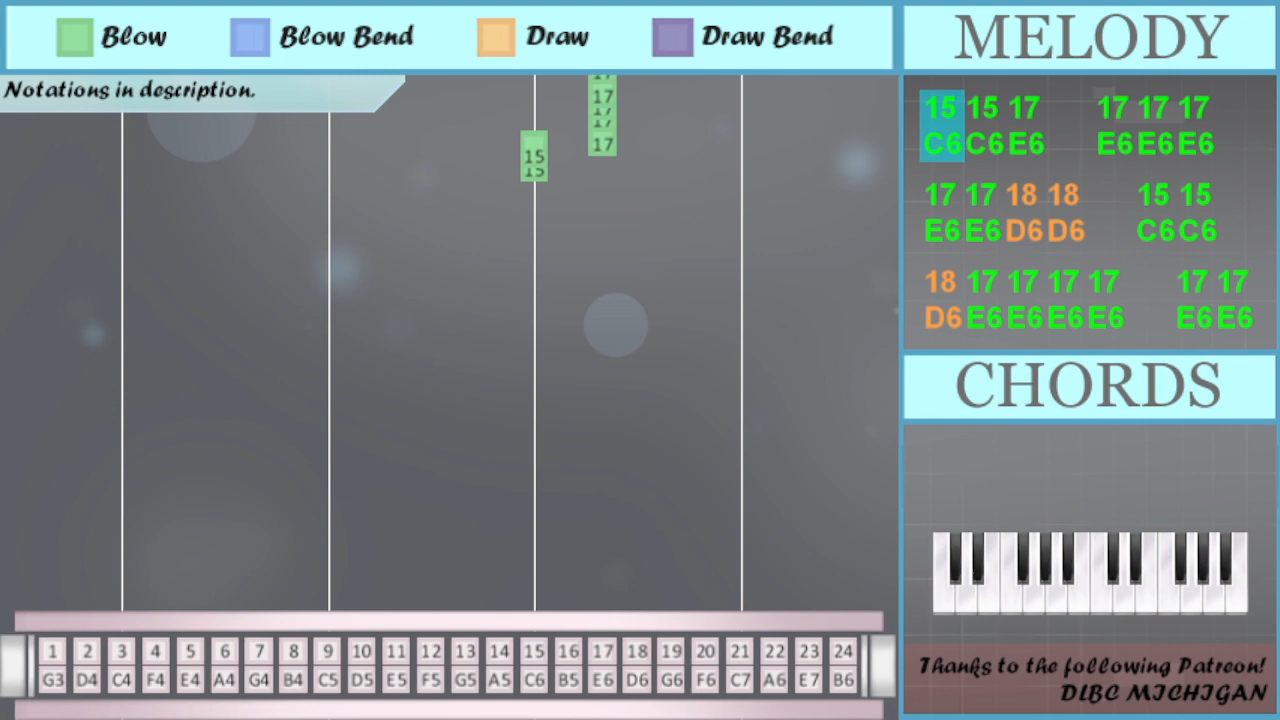 Blow Blow Bend Draw Draw Bend
Notations in description.
17
17
17
17
17
15
15
1 2 3 4 5 6 7 8 9 10 11 12 13 14 15 16 17 18 19 20 21 22 23 24
G3 D4 C4 F4 E4 A4 G4 B4 C5 D5 E5 F5 G5 A5 C6 B5 E6 D6 G6 F6 C7 A6 E7 B6
MELODY
15 15 17 17 17 17
C6 C6 E6 E6 E6 E6
17 17 18 18 15 15
E6 E6 D6 D6 C6 C6
18 17 17 17 17 17 17
D6 E6 E6 E6 E6 E6 E6
CHORDS
Thanks to the following Patreon!
DLBC MICHIGAN